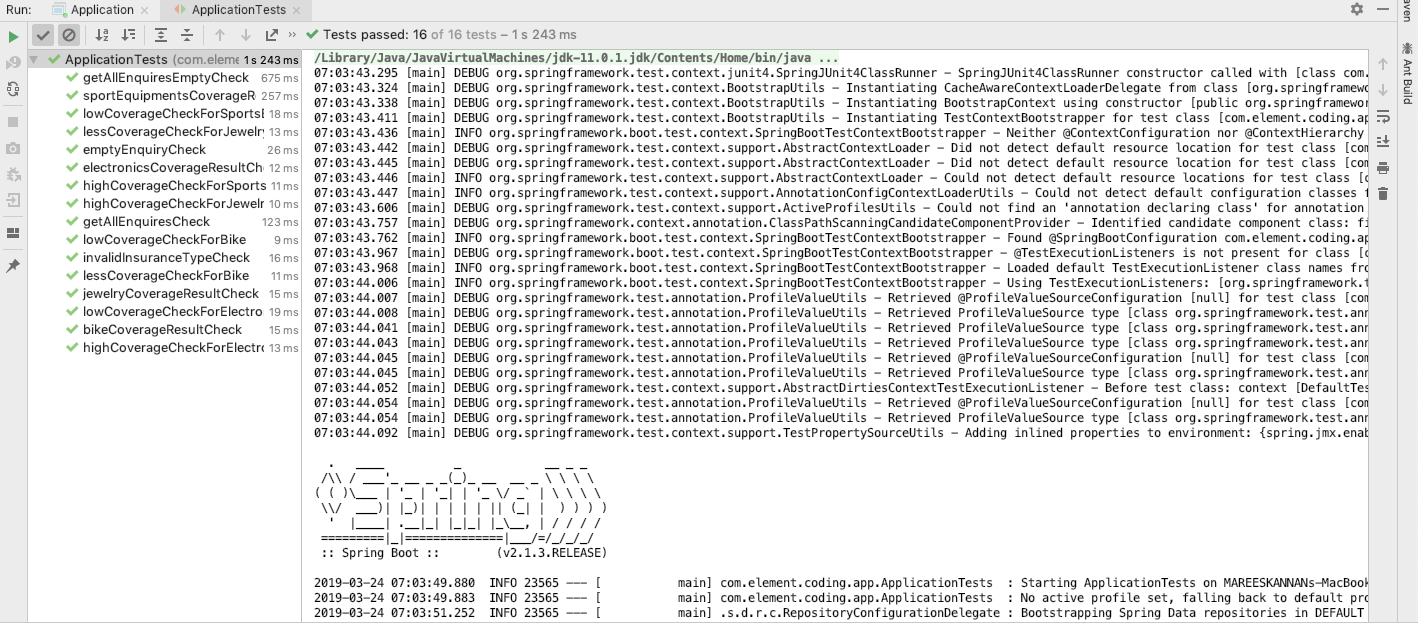 Run: Application × ApplicationTests ×
Tests passed: 16 of 16 tests – 1 s 243 ms
ApplicationTests (com.eleme 1 s 243 ms
getAllEnquiresEmptyCheck 675 ms
sportEquipmentsCoverageR 257 ms
lowCoverageCheckForSportsE 18 ms
lessCoverageCheckForJewelr 13 ms
emptyEnquiryCheck 26 ms
electronicsCoverageResultCh 12 ms
highCoverageCheckForSports 11 ms
highCoverageCheckForJewelr 10 ms
getAllEnquiresCheck 123 ms
lowCoverageCheckForBike 9 ms
invalidInsuranceTypeCheck 16 ms
lessCoverageCheckForBike 11 ms
jewelryCoverageResultCheck 15 ms
lowCoverageCheckForElectro 19 ms
bikeCoverageResultCheck 15 ms
highCoverageCheckForElectr 13 ms
/Library/Java/JavaVirtualMachines/jdk-11.0.1.jdk/Contents/Home/bin/java ...
07:03:43.295 [main] DEBUG org.springframework.test.context.junit4.SpringJUnit4ClassRunner – SpringJUnit4ClassRunner constructor called with [class com.
07:03:43.324 [main] DEBUG org.springframework.test.context.BootstrapUtils – Instantiating CacheAwareContextLoaderDelegate from class [org.springframewo
07:03:43.338 [main] DEBUG org.springframework.test.context.BootstrapUtils – Instantiating BootstrapContext using constructor [public org.springframewor
07:03:43.411 [main] DEBUG org.springframework.test.context.BootstrapUtils – Instantiating TestContextBootstrapper for test class [com.element.coding.ap
07:03:43.436 [main] INFO org.springframework.boot.test.context.SpringBootTestContextBootstrapper – Neither @ContextConfiguration nor @ContextHierarchy
07:03:43.442 [main] DEBUG org.springframework.test.context.support.AbstractContextLoader – Did not detect default resource location for test class [com
07:03:43.445 [main] DEBUG org.springframework.test.context.support.AbstractContextLoader – Did not detect default resource location for test class [com
07:03:43.446 [main] INFO org.springframework.test.context.support.AbstractContextLoader – Could not detect default resource locations for test class [c
07:03:43.447 [main] INFO org.springframework.test.context.support.AnnotationConfigContextLoaderUtils – Could not detect default configuration classes f
07:03:43.606 [main] DEBUG org.springframework.test.context.support.ActiveProfilesUtils – Could not find an 'annotation declaring class' for annotation
07:03:43.757 [main] DEBUG org.springframework.context.annotation.ClassPathScanningCandidateComponentProvider – Identified candidate component class: fi
07:03:43.762 [main] INFO org.springframework.boot.test.context.SpringBootTestContextBootstrapper – Found @SpringBootConfiguration com.element.coding.ap
07:03:43.967 [main] DEBUG org.springframework.boot.test.context.SpringBootTestContextBootstrapper – @TestExecutionListeners is not present for class [c
07:03:43.968 [main] INFO org.springframework.boot.test.context.SpringBootTestContextBootstrapper – Loaded default TestExecutionListener class names fro
07:03:44.006 [main] INFO org.springframework.boot.test.context.SpringBootTestContextBootstrapper – Using TestExecutionListeners: [org.springframework.t
07:03:44.007 [main] DEBUG org.springframework.test.annotation.ProfileValueUtils – Retrieved @ProfileValueSourceConfiguration [null] for test class [com
07:03:44.008 [main] DEBUG org.springframework.test.annotation.ProfileValueUtils – Retrieved ProfileValueSource type [class org.springframework.test.ann
07:03:44.041 [main] DEBUG org.springframework.test.annotation.ProfileValueUtils – Retrieved @ProfileValueSourceConfiguration [null] for test class [com
07:03:44.043 [main] DEBUG org.springframework.test.annotation.ProfileValueUtils – Retrieved ProfileValueSource type [class org.springframework.test.ann
07:03:44.045 [main] DEBUG org.springframework.test.annotation.ProfileValueUtils – Retrieved @ProfileValueSourceConfiguration [null] for test class [com
07:03:44.045 [main] DEBUG org.springframework.test.annotation.ProfileValueUtils – Retrieved ProfileValueSource type [class org.springframework.test.ann
07:03:44.052 [main] DEBUG org.springframework.test.context.support.AbstractDirtiesContextTestExecutionListener – Before test class: context [DefaultTes
07:03:44.054 [main] DEBUG org.springframework.test.annotation.ProfileValueUtils – Retrieved @ProfileValueSourceConfiguration [null] for test class [com
07:03:44.054 [main] DEBUG org.springframework.test.annotation.ProfileValueUtils – Retrieved ProfileValueSource type [class org.springframework.test.ann
07:03:44.092 [main] DEBUG org.springframework.test.context.support.TestPropertySourceUtils – Adding inlined properties to environment: {spring.jmx.enab
:: Spring Boot :: (v2.1.3.RELEASE)
2019-03-24 07:03:49.880 INFO 23565 --- [ main] com.element.coding.app.ApplicationTests : Starting ApplicationTests on MAREESKANNANs-MacBook
2019-03-24 07:03:49.883 INFO 23565 --- [ main] com.element.coding.app.ApplicationTests : No active profile set, falling back to default pro
2019-03-24 07:03:51.252 INFO 23565 --- [ main] .s.d.r.c.RepositoryConfigurationDelegate : Bootstrapping Spring Data repositories in DEFAULT
aven
Ant Build